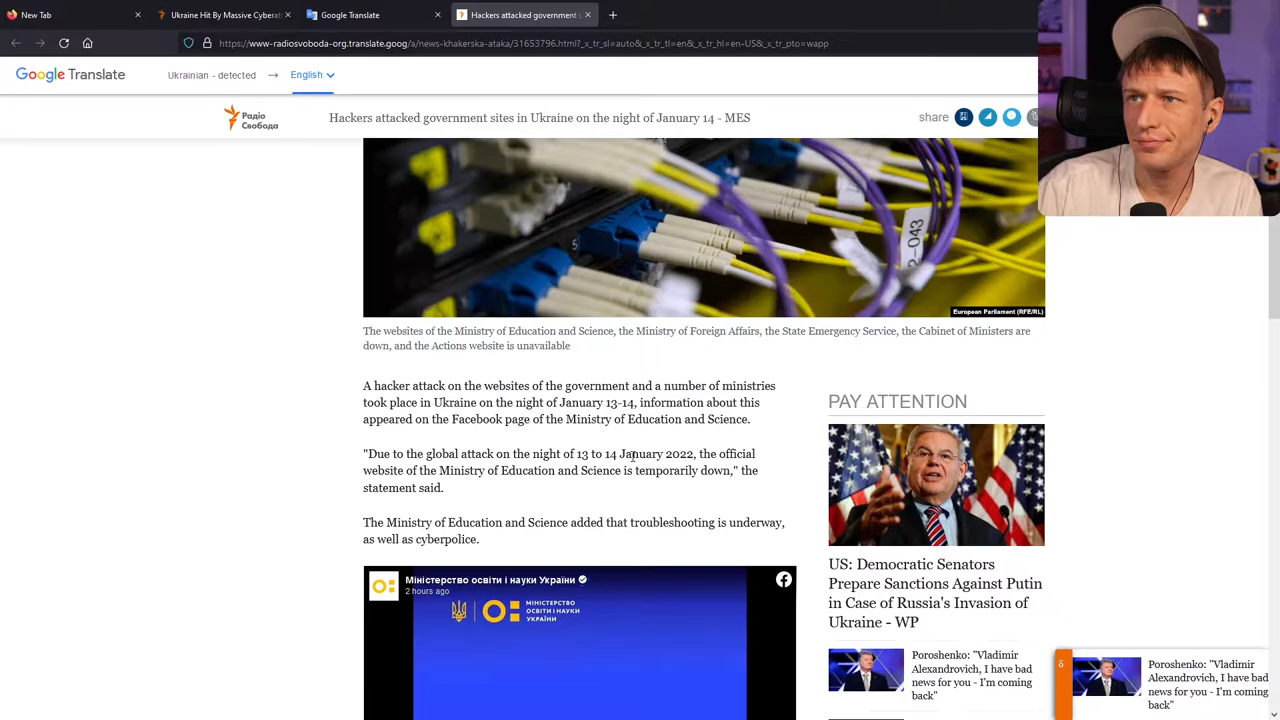 New Tab
Ukraine Hit By Massive Cyberat
Google Translate
Hackers attacked government s
https://www-radiosvoboda-org.translate.goog/a/news-khakerska-ataka/31653796.html?_x_tr_sl=auto&_x_tr_tl=en&_x_tr_hl=en-US&_x_tr_pto=wapp
Google Translate
Ukrainian - detected
→
English
Радіо
Свобода
Hackers attacked government sites in Ukraine on the night of January 14 - MES
share
2-043
European Parliament (RFE/RL)
The websites of the Ministry of Education and Science, the Ministry of Foreign Affairs, the State Emergency Service, the Cabinet of Ministers are
down, and the Actions website is unavailable
A hacker attack on the websites of the government and a number of ministries
took place in Ukraine on the night of January 13-14, information about this
appeared on the Facebook page of the Ministry of Education and Science.
"Due to the global attack on the night of 13 to 14 January 2022, the official
website of the Ministry of Education and Science is temporarily down," the
statement said.
The Ministry of Education and Science added that troubleshooting is underway,
as well as cyberpolice.
Міністерство освіти і науки України
2 hours ago
МІНІСТЕРСТВО
ОСВІТИ І НАУКИ
УКРАЇНИ
PAY ATTENTION
US: Democratic Senators
Prepare Sanctions Against Putin
in Case of Russia's Invasion of
Ukraine - WP
Poroshenko: "Vladimir
Alexandrovich, I have bad
news for you - I'm coming
back"
Poroshenko: "Vladimir
Alexandrovich, I have bad
news for you - I'm coming
back"